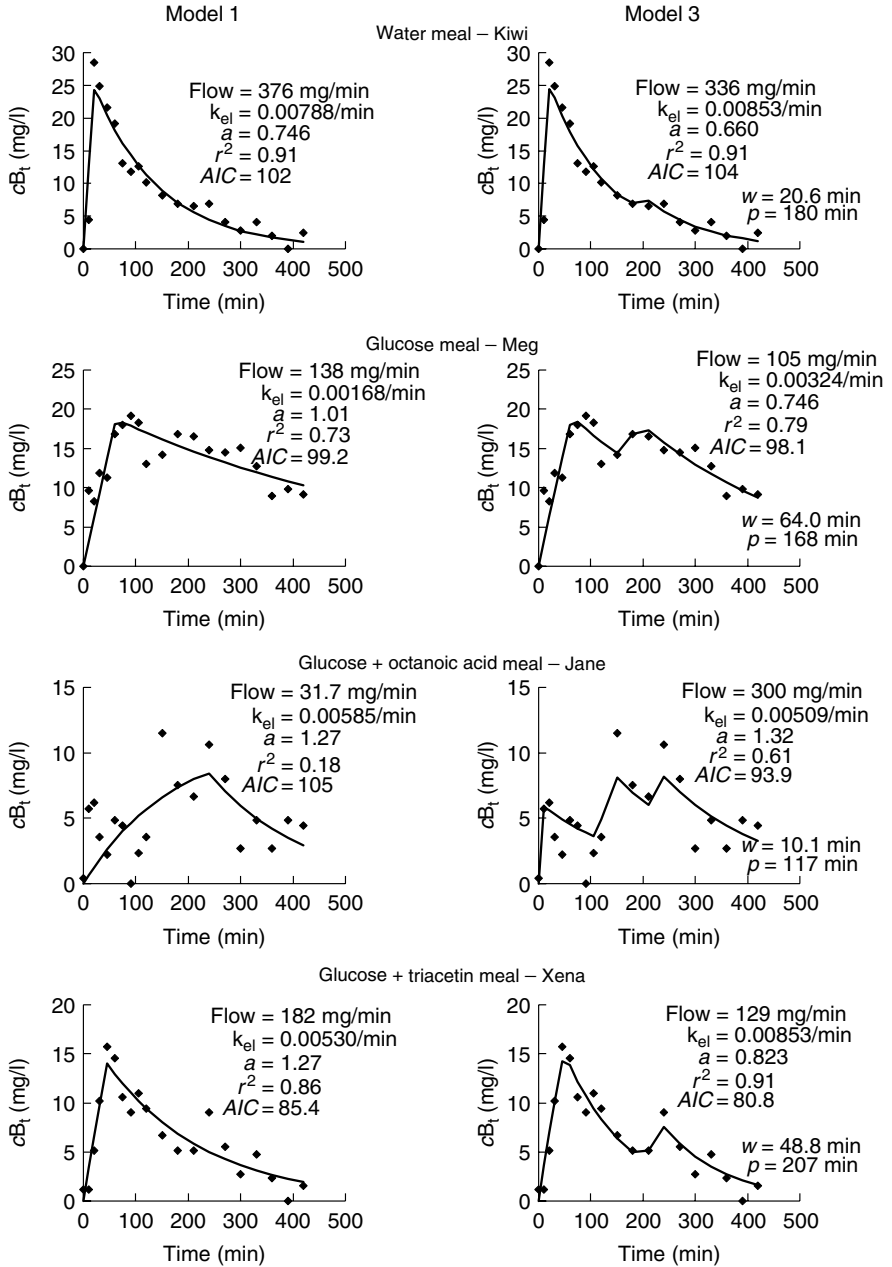 Model 1
Model 3
Water meal – Kiwi
30
25
20
15
10
5
0
cBt (mg/l)
Flow = 376 mg/min
kel = 0.00788/min
a = 0.746
r2 = 0.91
AIC = 102
0 100 200 300 400 500
Time (min)
30
25
20
15
10
5
0
cBt (mg/l)
Flow = 336 mg/min
kel = 0.00853/min
a = 0.660
r2 = 0.91
AIC = 104
w = 20.6 min
p = 180 min
0 100 200 300 400 500
Time (min)
Glucose meal – Meg
25
20
15
10
5
0
cBt (mg/l)
Flow = 138 mg/min
kel = 0.00168/min
a = 1.01
r2 = 0.73
AIC = 99.2
0 100 200 300 400 500
Time (min)
25
20
15
10
5
0
cBt (mg/l)
Flow = 105 mg/min
kel = 0.00324/min
a = 0.746
r2 = 0.79
AIC = 98.1
w = 64.0 min
p = 168 min
0 100 200 300 400 500
Time (min)
Glucose + octanoic acid meal – Jane
15
10
5
0
cBt (mg/l)
Flow = 31.7 mg/min
kel = 0.00585/min
a = 1.27
r2 = 0.18
AIC = 105
0 100 200 300 400 500
Time (min)
15
10
5
0
cBt (mg/l)
Flow = 300 mg/min
kel = 0.00509/min
a = 1.32
r2 = 0.61
AIC = 93.9
w = 10.1 min
p = 117 min
0 100 200 300 400 500
Time (min)
Glucose + triacetin meal – Xena
20
15
10
5
0
cBt (mg/l)
Flow = 182 mg/min
kel = 0.00530/min
a = 1.27
r2 = 0.86
AIC = 85.4
0 100 200 300 400 500
Time (min)
20
15
10
5
0
cBt (mg/l)
Flow = 129 mg/min
kel = 0.00853/min
a = 0.823
r2 = 0.91
AIC = 80.8
w = 48.8 min
p = 207 min
0 100 200 300 400 500
Time (min)